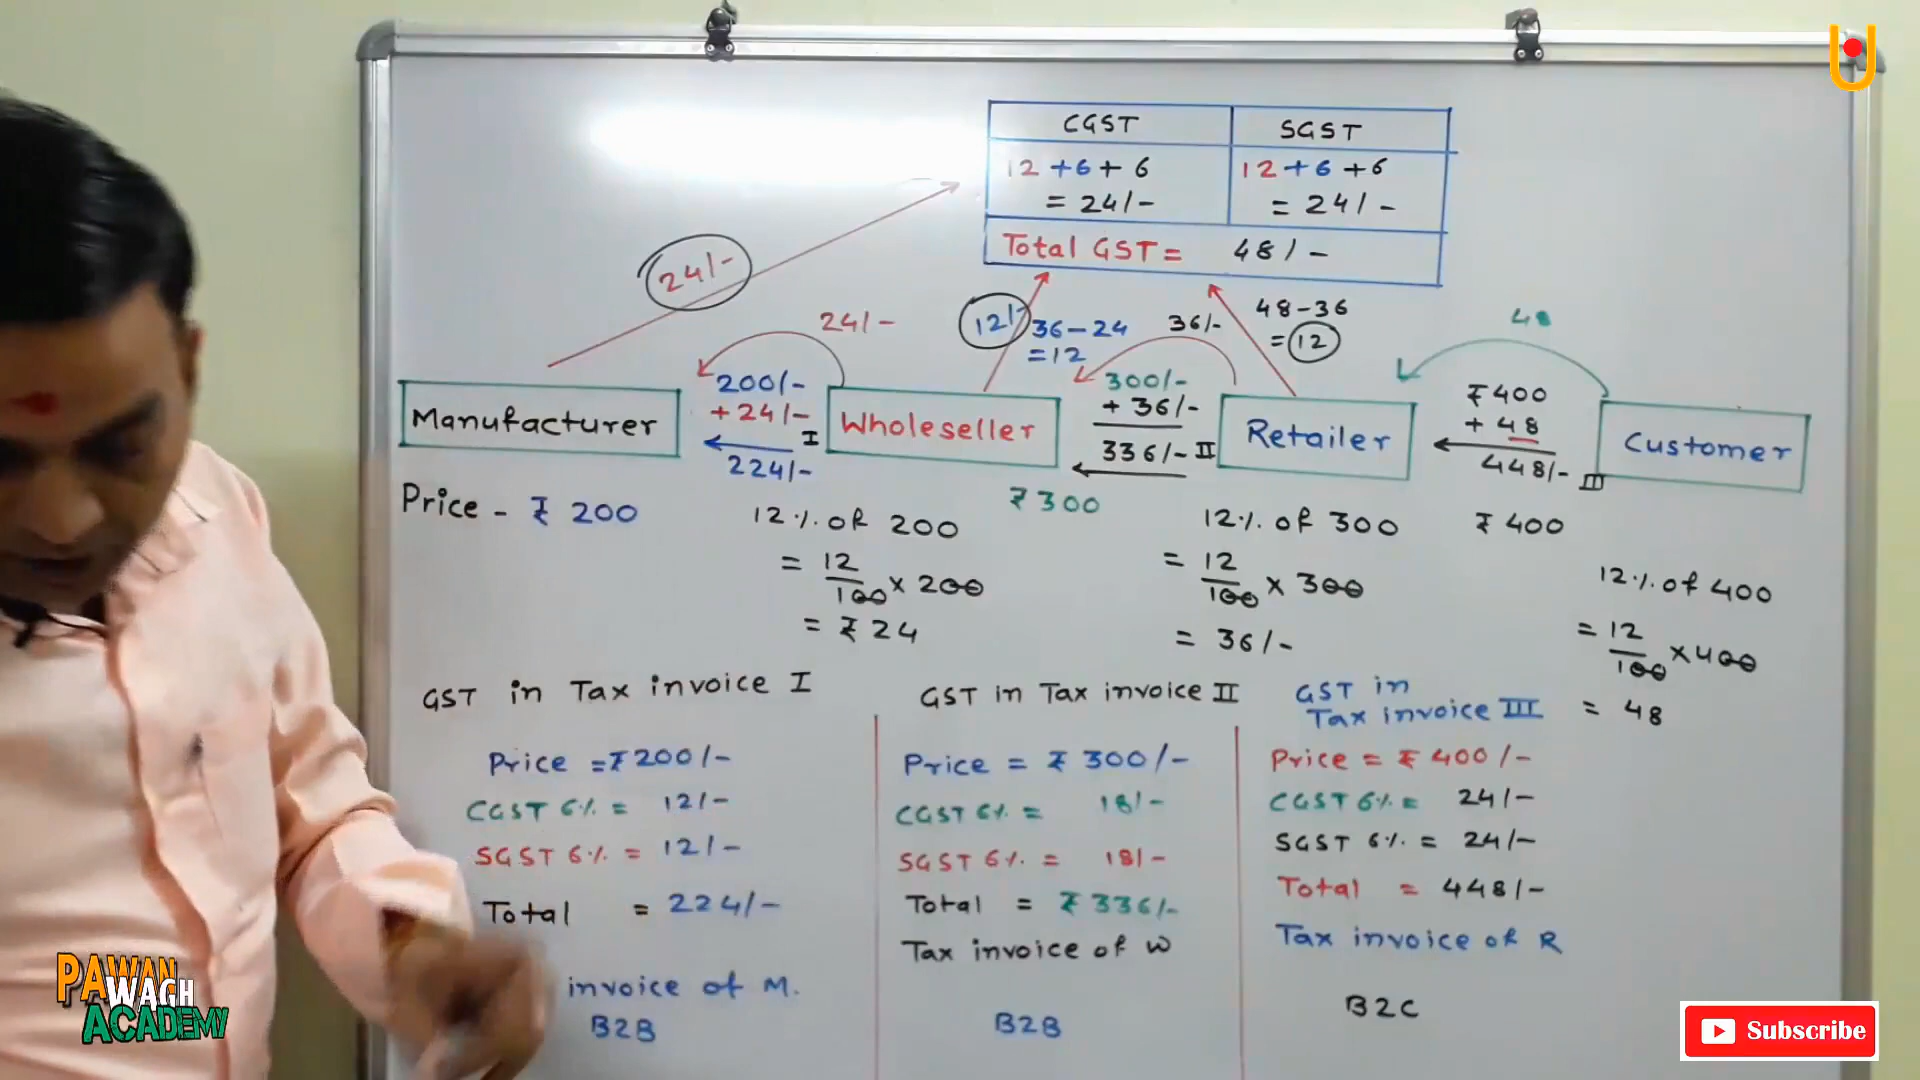 CGST
SGST
12 +6 + 6
= 24/-
12 + 6 + 6
= 24/-
Total GST = 48/-
24/-
24/-
12/-
36-24
=12
36/-
48-36
= 12
48
Manufacturer
200/-
+ 24/-
I
224/-
Wholeseller
300/-
+ 36/-
336/- II
Retailer
₹400
+ 48
448/- III
Customer
Price - ₹ 200
12% of 200
= 12/100 × 200
= ₹ 24
₹ 300
12% of 300
= 12/100 × 300
= 36/-
₹ 400
12% of 400
= 12/100 × 400
= 48
GST in Tax invoice I
Price = ₹ 200/-
CGST 6% = 12/-
SGST 6% = 12/-
Total = 224/-
invoice of M.
B2B
GST in Tax invoice II
Price = ₹ 300/-
CGST 6% = 18/-
SGST 6% = 18/-
Total = ₹ 336/-
Tax invoice of W
B2B
GST in
Tax invoice III
Price = ₹ 400/-
CGST 6% = 24/-
SGST 6% = 24/-
Total = 448/-
Tax invoice of R
B2C
PAWAN
WAGH
ACADEMY
Subscribe